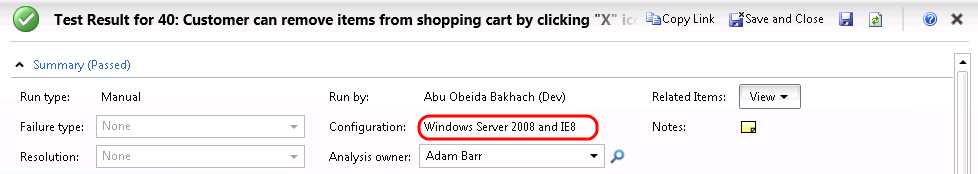 Test Result for 40: Customer can remove items from shopping cart by clicking "X" ic Copy Link Save and Close
Summary (Passed)
Run type: Manual Run by: Abu Obeida Bakhach (Dev) Related Items: View
Failure type: None Configuration: Windows Server 2008 and IE8 Notes:
Resolution: None Analysis owner: Adam Barr